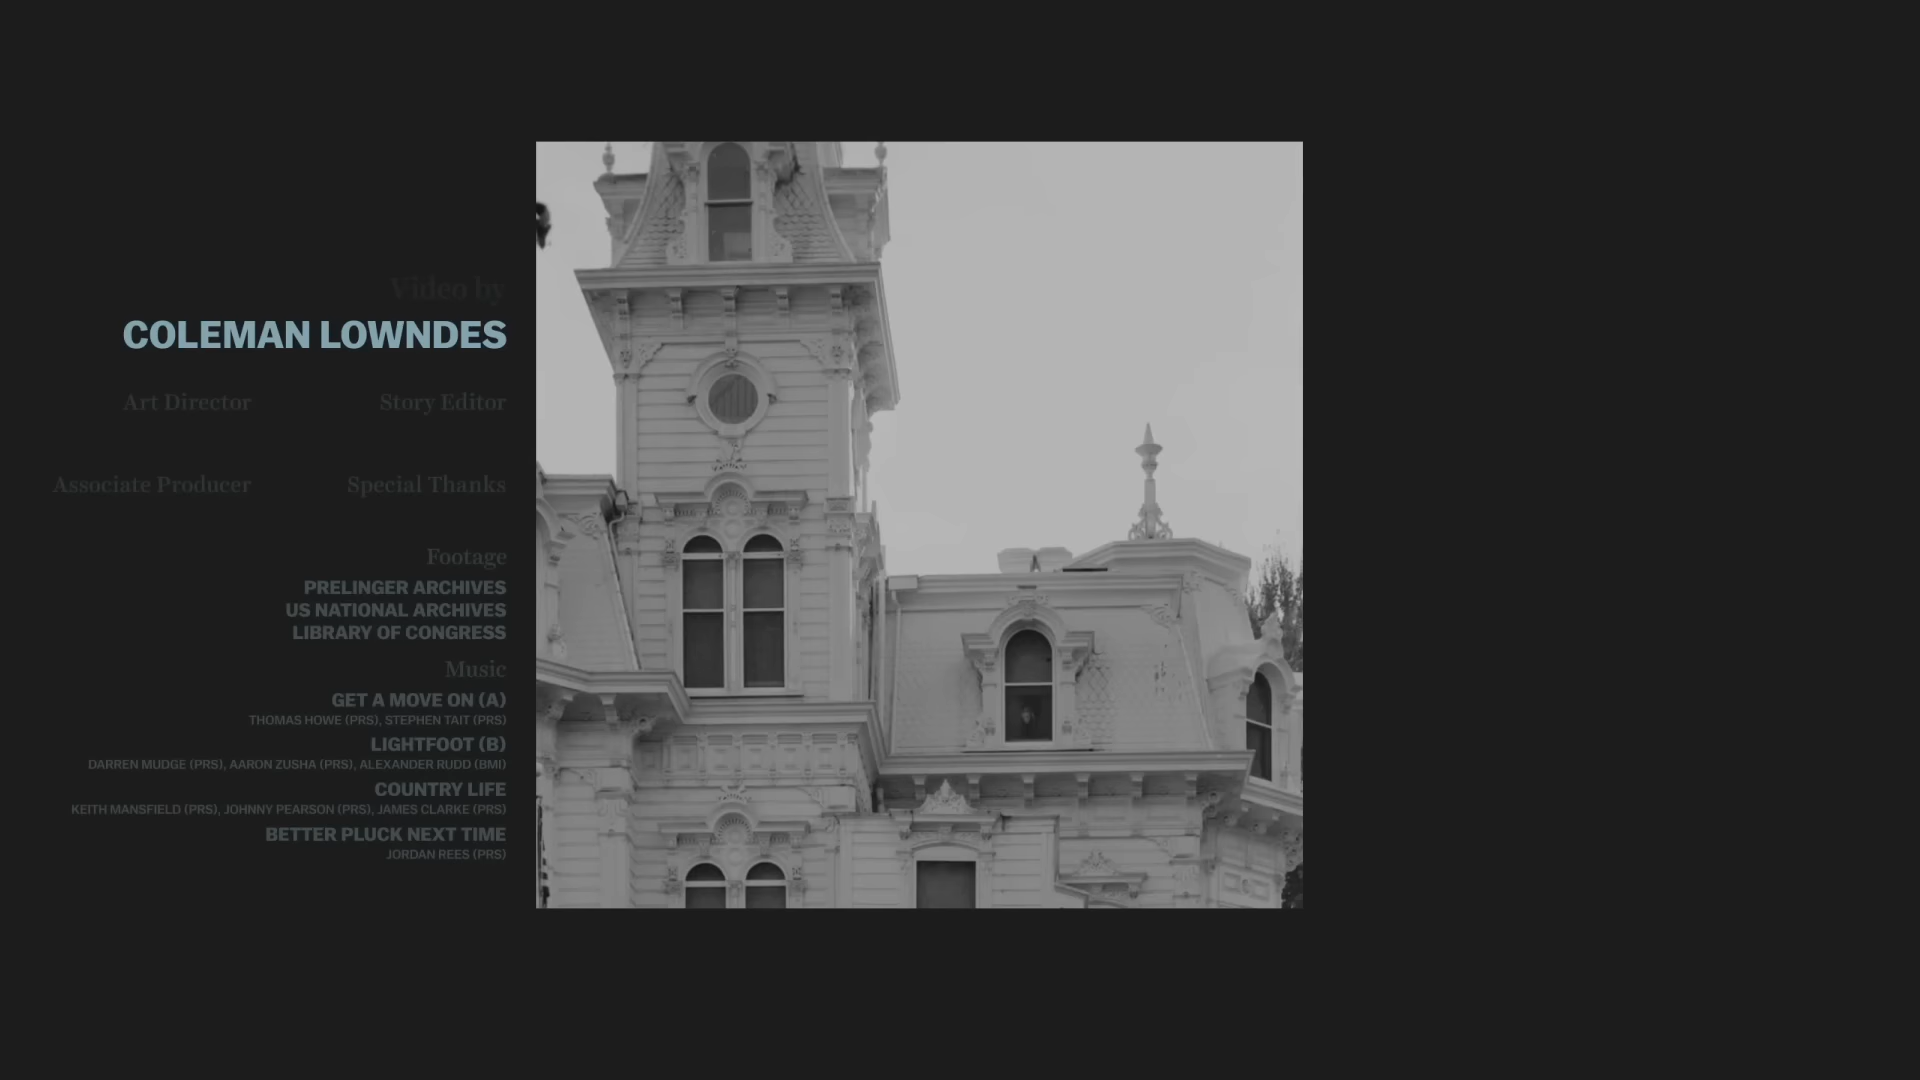 Video by
COLEMAN LOWNDES
Art Director
Story Editor
Associate Producer
Special Thanks
Footage
PRELINGER ARCHIVES
US NATIONAL ARCHIVES
LIBRARY OF CONGRESS
Music
GET A MOVE ON (A)
THOMAS HOWE (PRS), STEPHEN TAIT (PRS)
LIGHTFOOT (B)
DARREN MUDGE (PRS), AARON ZUSHA (PRS), ALEXANDER RUDD (BMI)
COUNTRY LIFE
KEITH MANSFIELD (PRS), JOHNNY PEARSON (PRS), JAMES CLARKE (PRS)
BETTER PLUCK NEXT TIME
JORDAN REES (PRS)